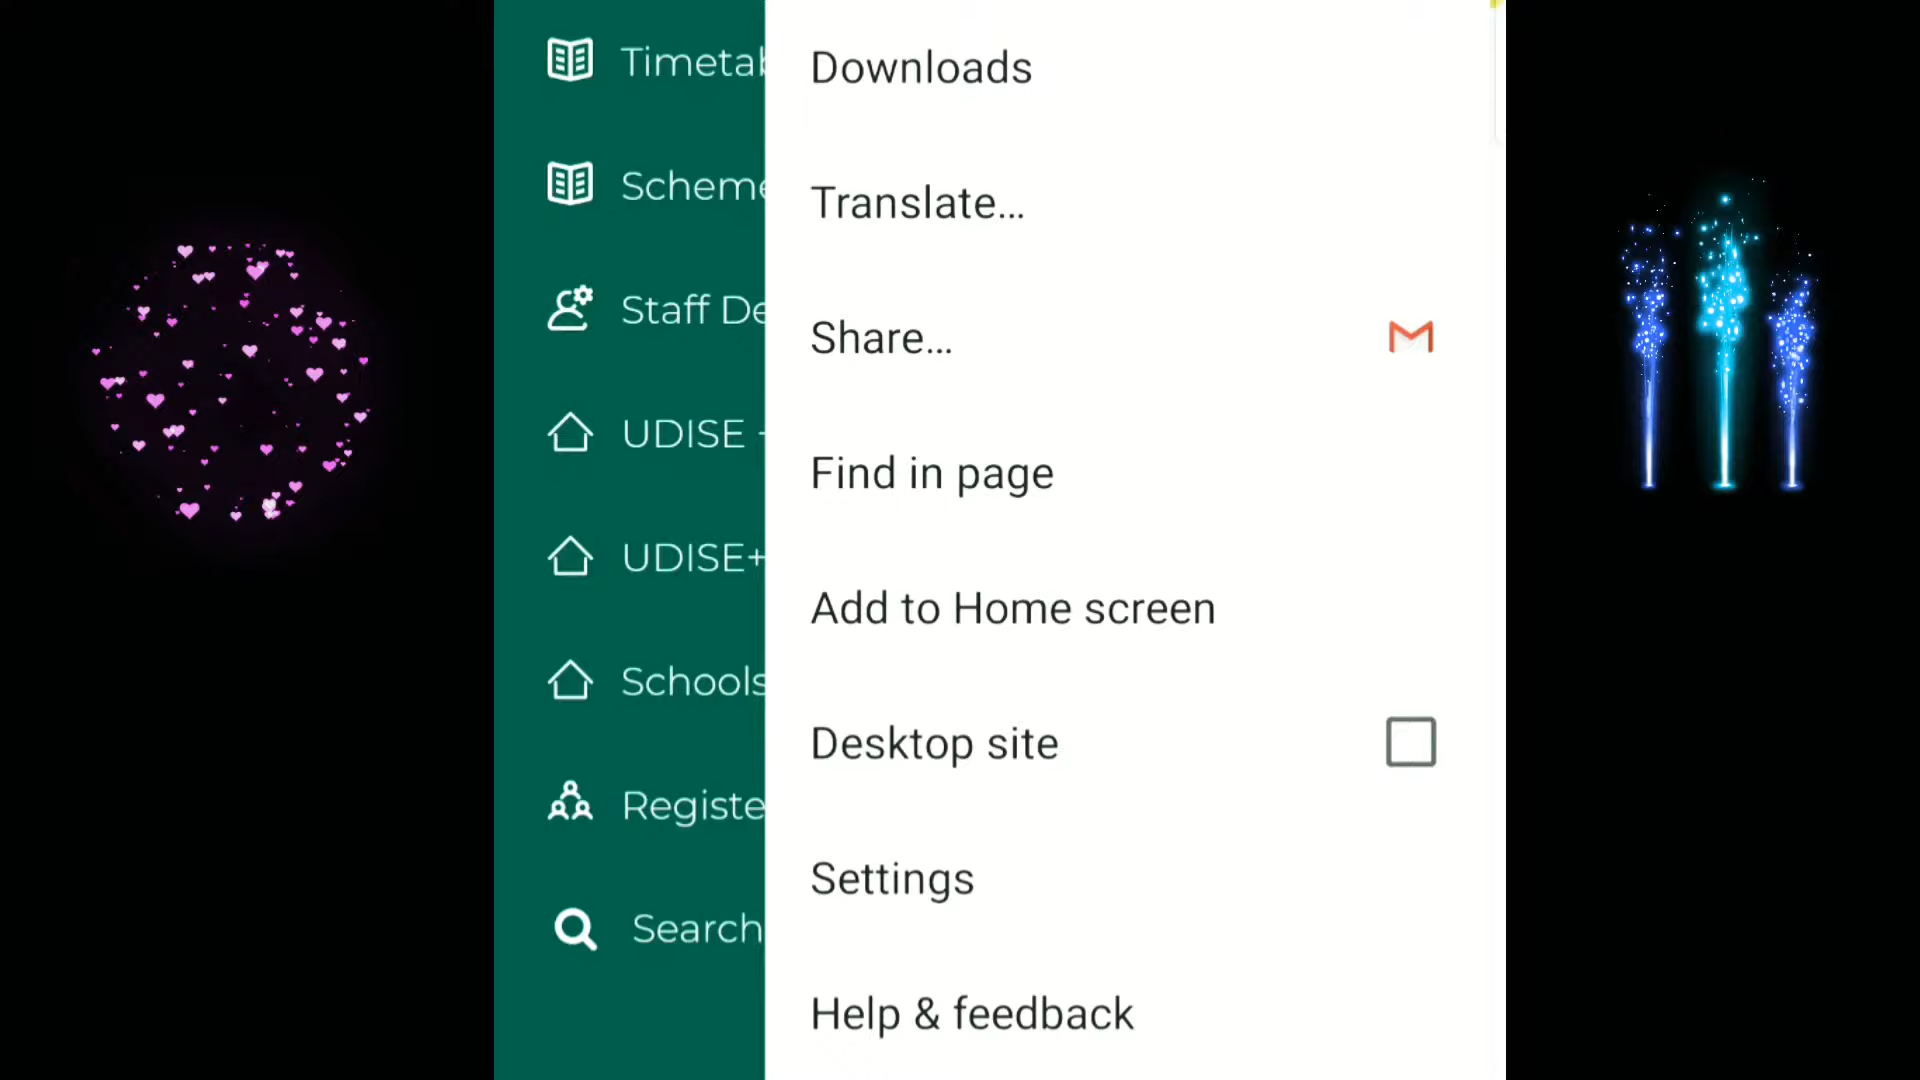 Timetab
Scheme
Staff De
UDISE -
UDISE+
Schools
Registe
Search
Downloads
Translate...
Share...
Find in page
Add to Home screen
Desktop site
Settings
Help & feedback